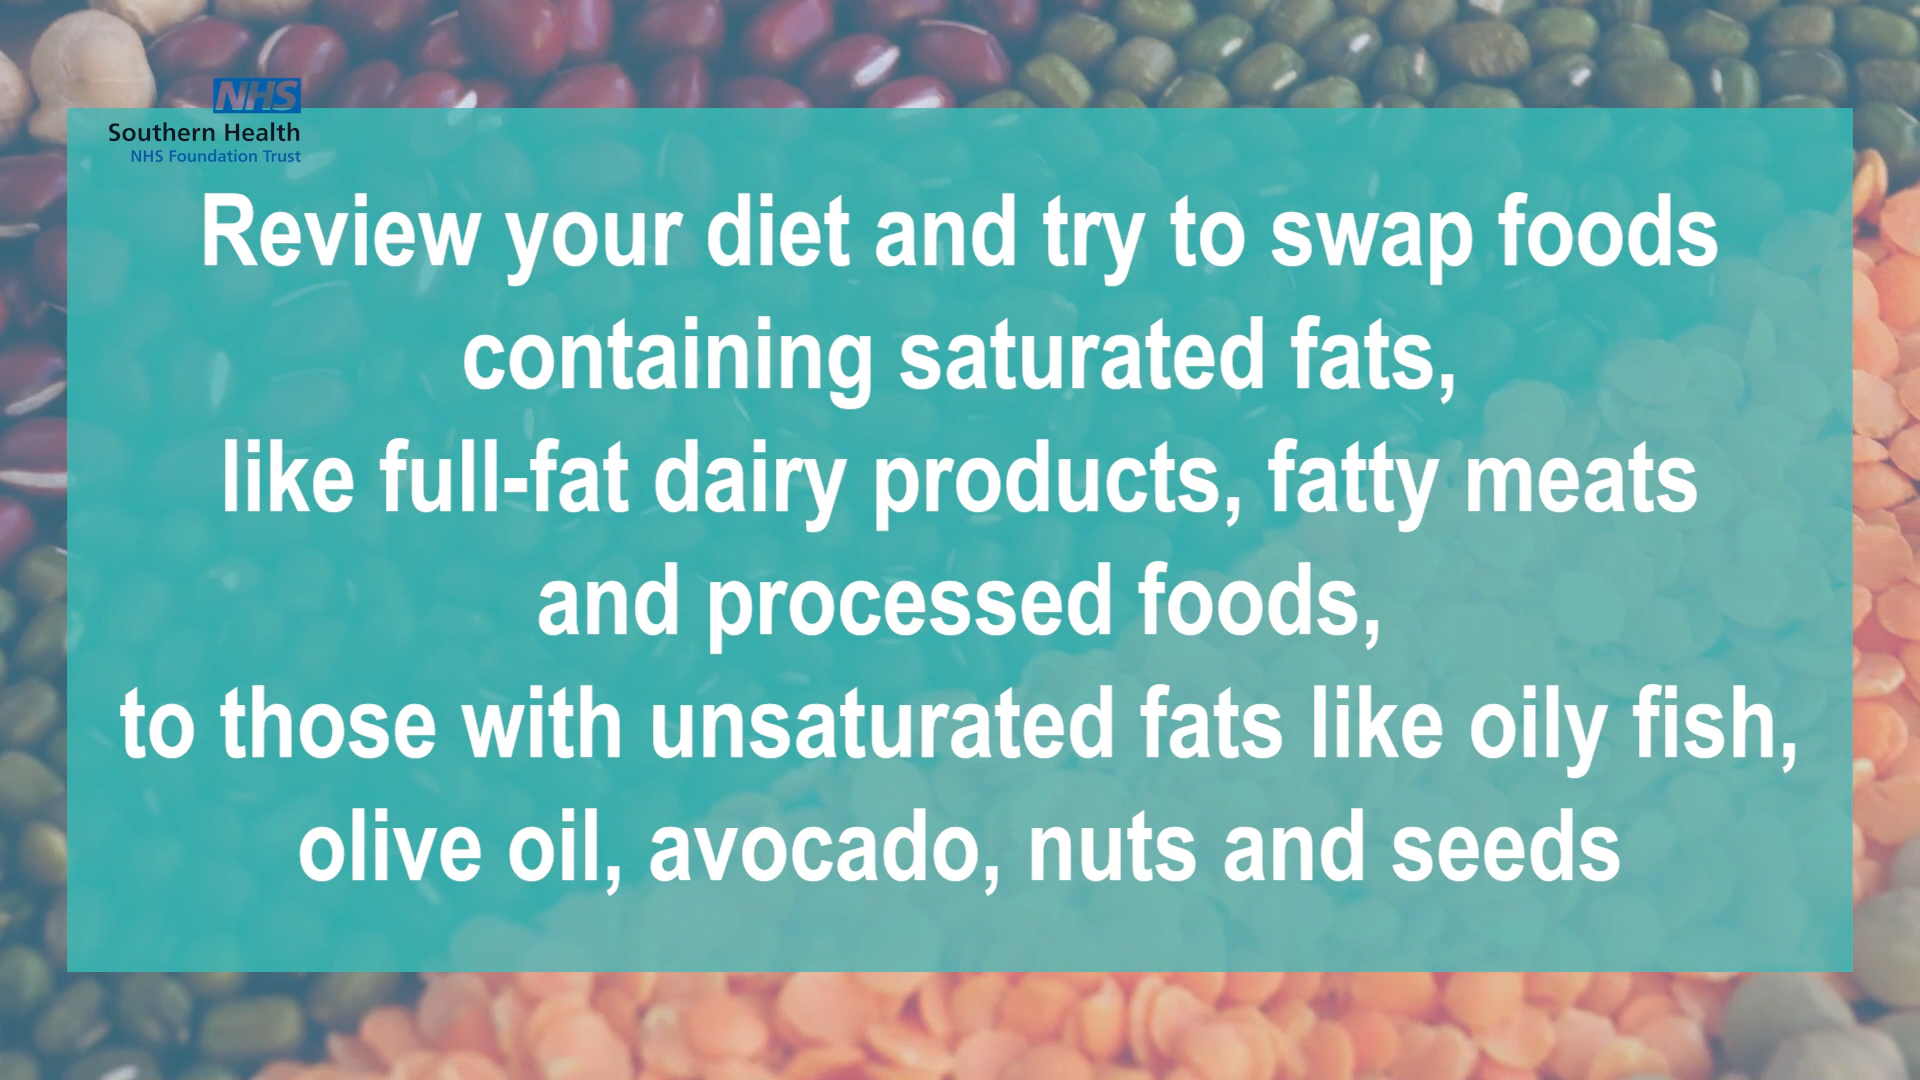 NHS
Southern Health
NHS Foundation Trust
Review your diet and try to swap foods
containing saturated fats,
like full-fat dairy products, fatty meats
and processed foods,
to those with unsaturated fats like oily fish,
olive oil, avocado, nuts and seeds